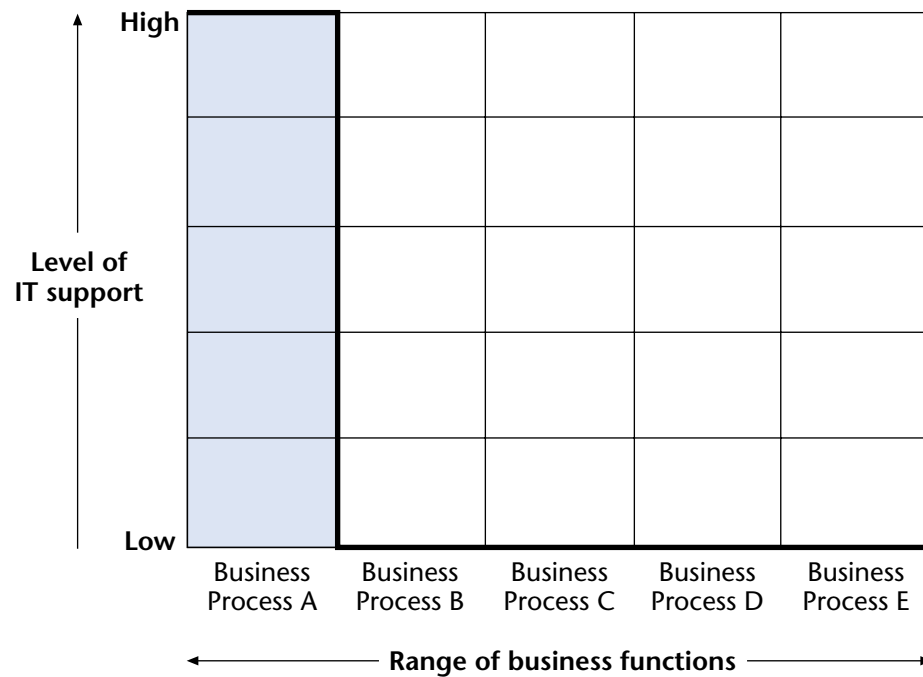 High
Level of
IT support
Low
Business
Process A
Business
Process B
Business
Process C
Business
Process D
Business
Process E
Range of business functions